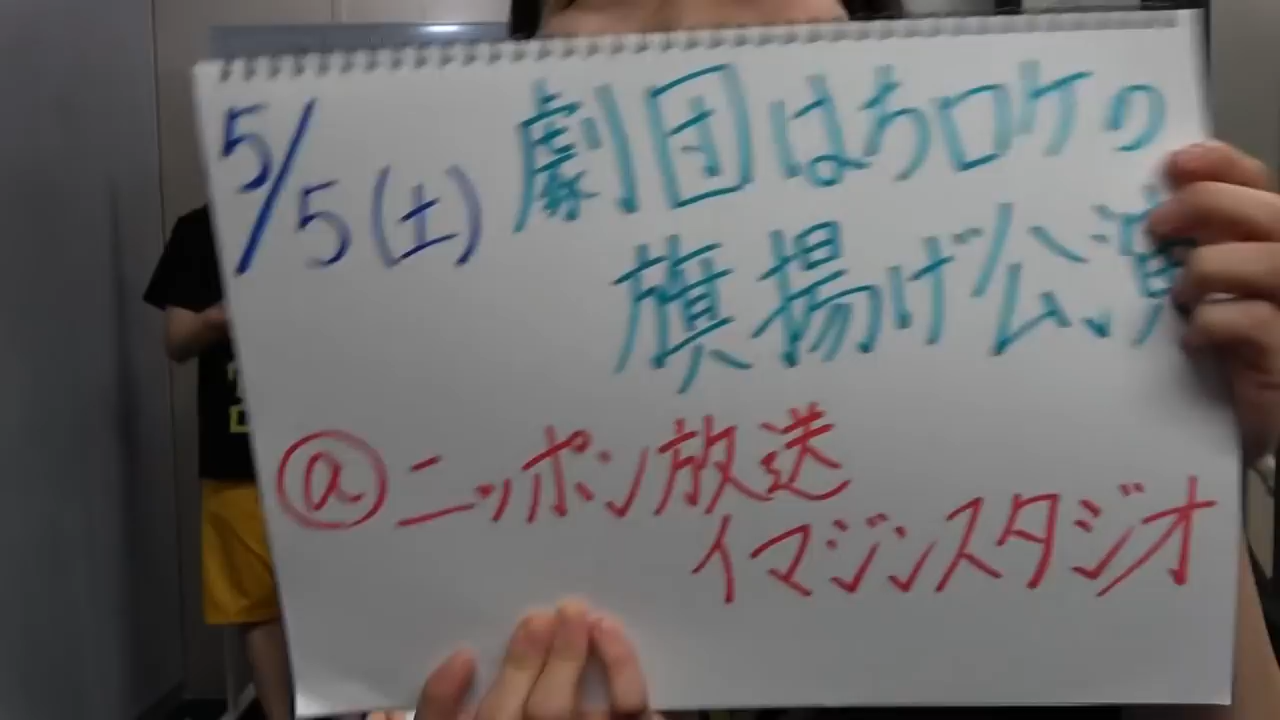 5/5(土)
劇団はちロケの
旗揚げ公演
@ニッポン放送
イマジンスタジオ